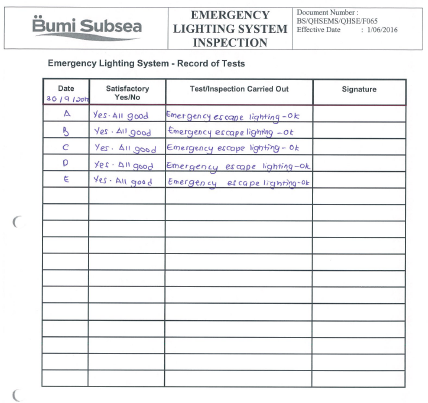 Bumi Subsea
EMERGENCY
LIGHTING SYSTEM
INSPECTION
Document Number :
BS/QHSEMS/QHSE/F065
Effective Date : 1/06/2016
Emergency Lighting System - Record of Tests
Date Satisfactory Yes/No Test/Inspection Carried Out Signature
30/9/2017
A Yes. All good Emergency escape lighting - Ok
B Yes. All good Emergency escape lighting - Ok
C Yes. All good Emergency escape lighting - Ok
D Yes. All good Emergency escape lighting - Ok
E Yes. All good Emergency escape lighting - Ok